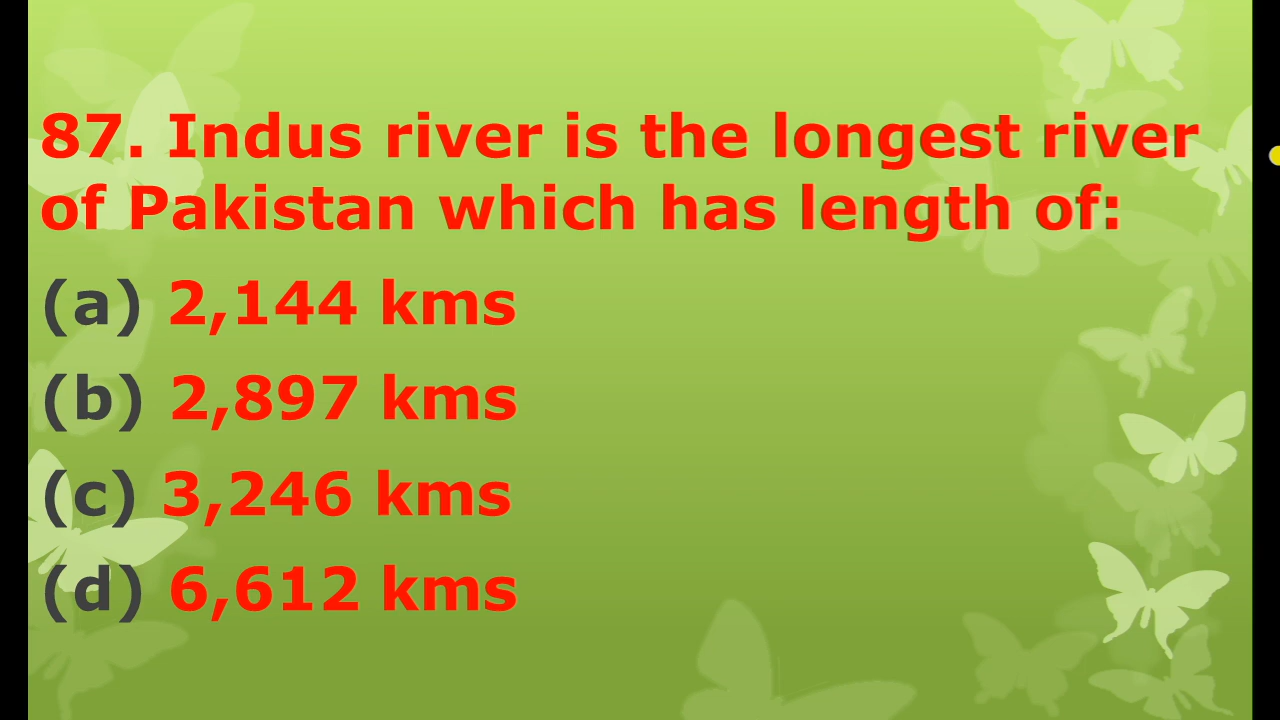 87. Indus river is the longest river
of Pakistan which has length of:
(a) 2,144 kms
(b) 2,897 kms
(c) 3,246 kms
(d) 6,612 kms